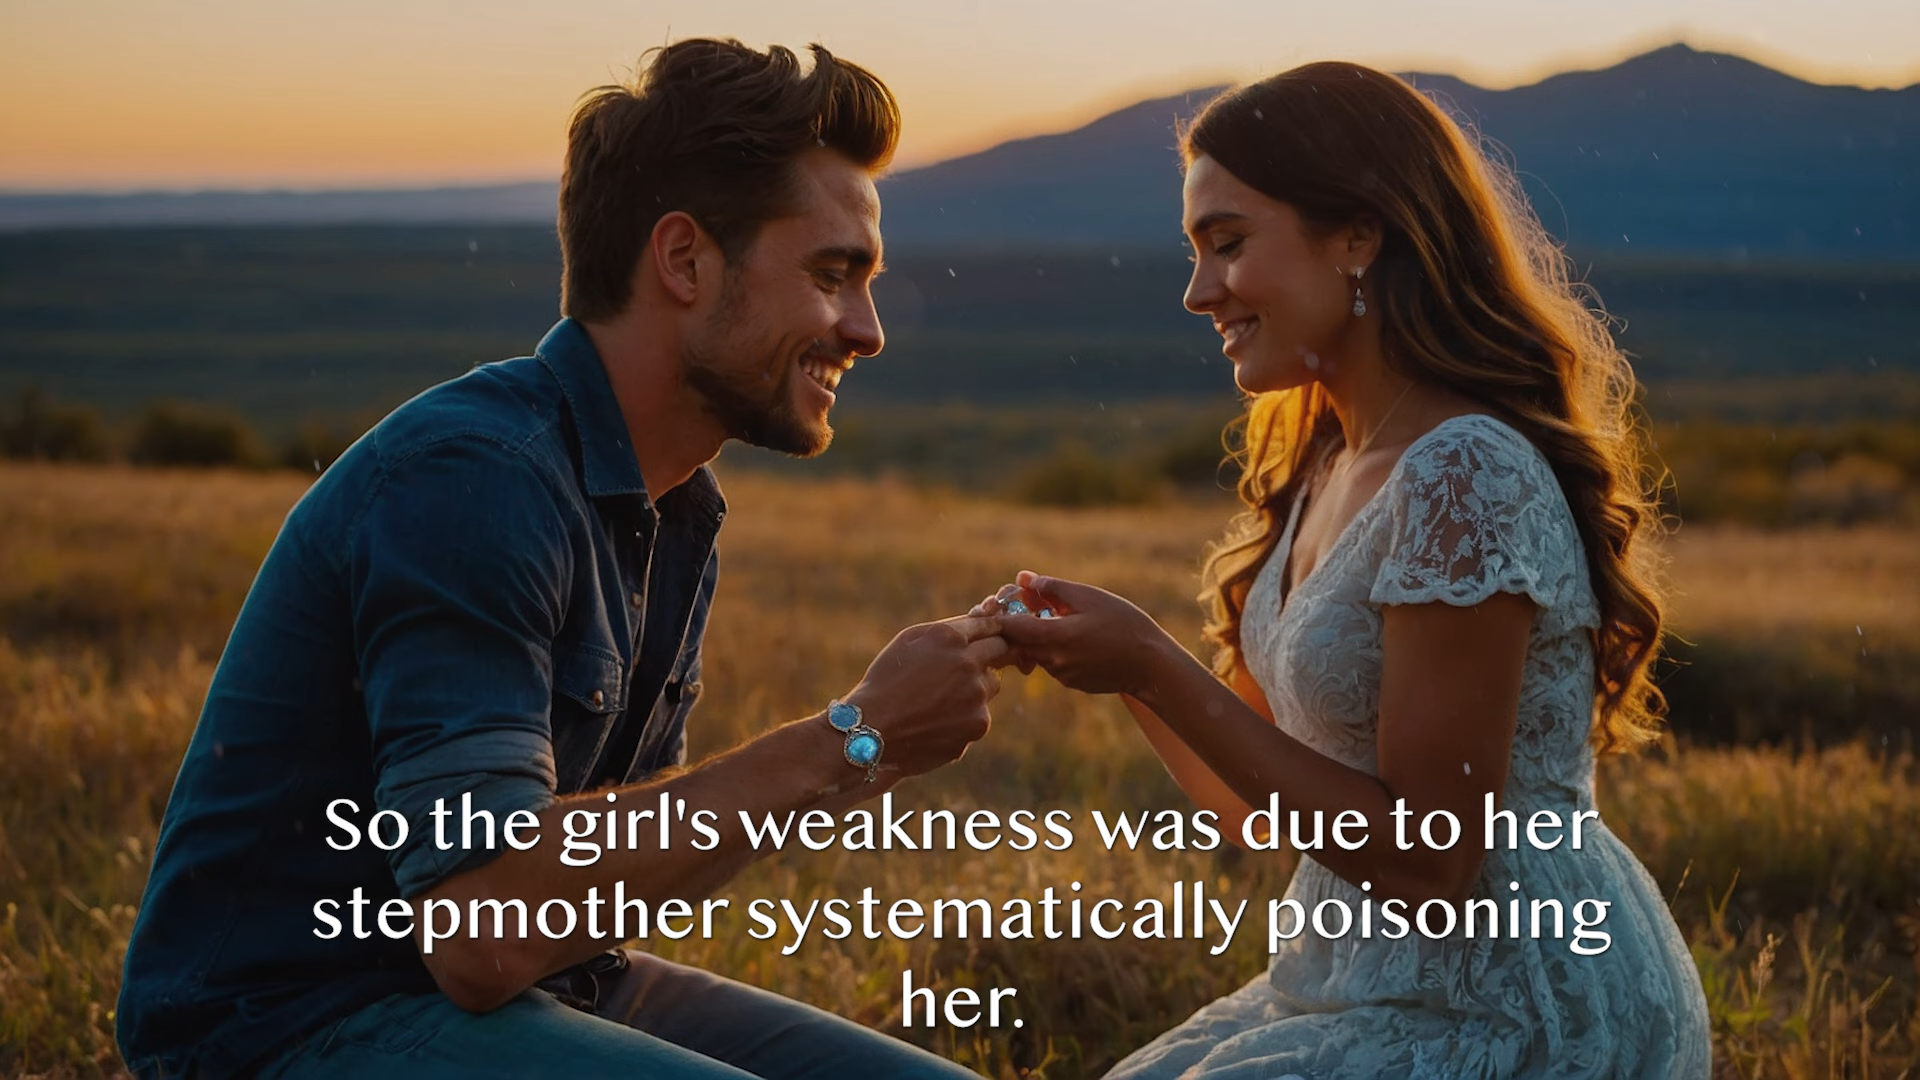 So the girl's weakness was due to her
stepmother systematically poisoning
her.